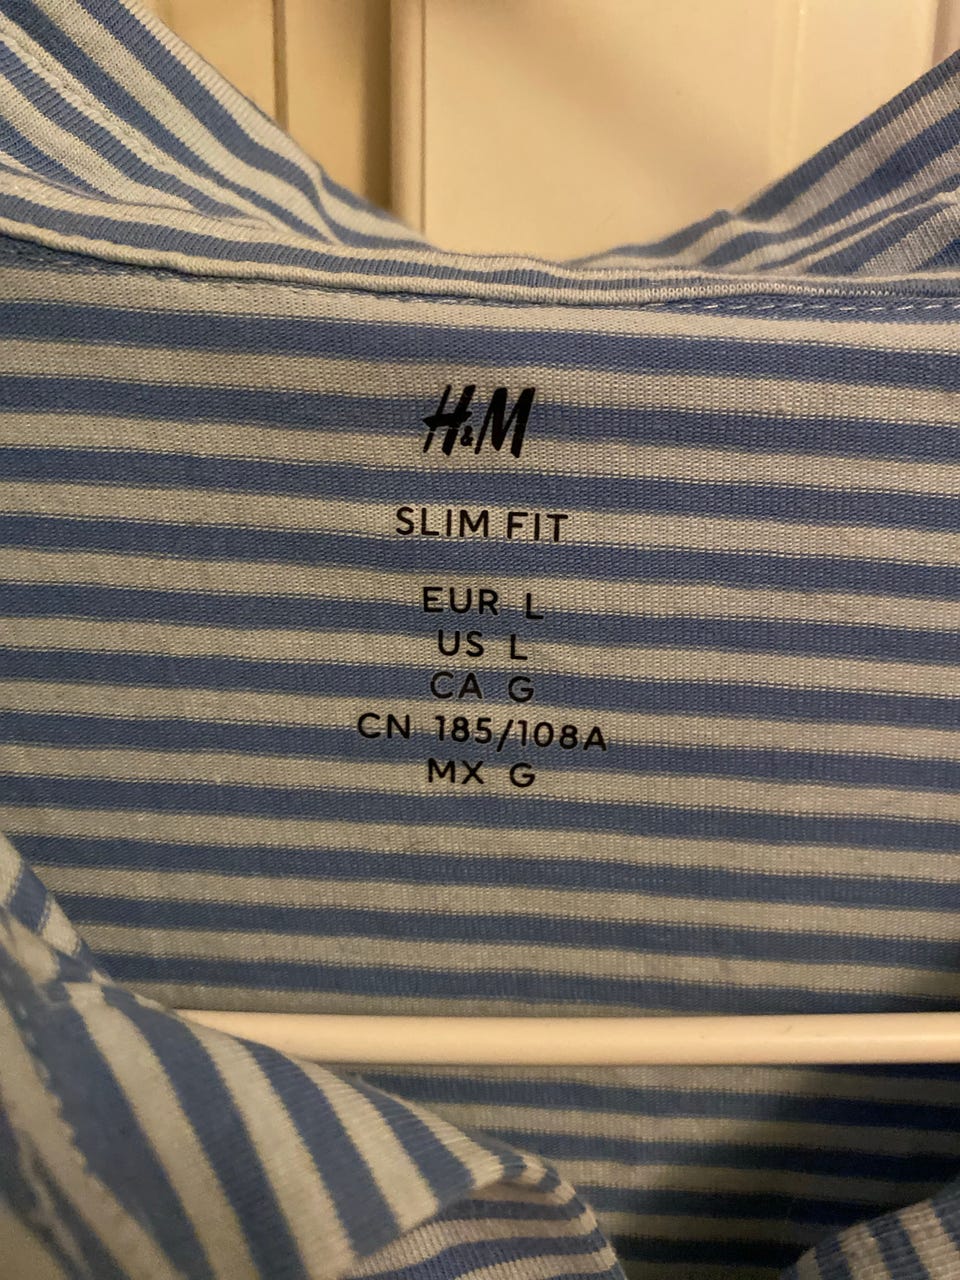 H&M
SLIM FIT
EUR L
US L
CA G
CN 185/108A
MX G